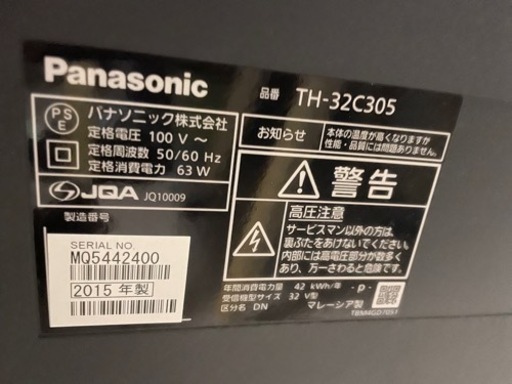 Panasonic
品番 TH-32C305
PS
E
パナソニック株式会社
定格電圧 100 V ~
定格周波数 50/60 Hz
定格消費電力 63 W
JQA JQ10009
お知らせ
本体の温度が高くなりますが
性能・品質には問題ありません。
警告
高圧注意
サービスマン以外の方は、
裏ぶたをあけないでください。
内部には高電圧部分が数多く
あり、万一さわると危険です。
製造番号
SERIAL NO.
MQ5442400
2015 年製
年間消費電力量 42 kWh/年 - P -
受信機型サイズ 32 V型
区分名 DN マレーシア製